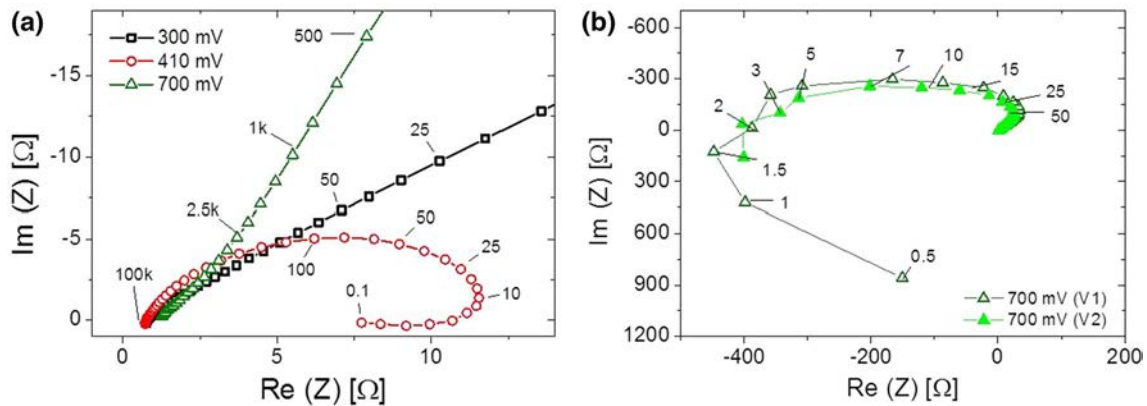 (a)
300 mV
410 mV
700 mV
500
1k
2.5k
100k
25
50
50
100
25
10
0.1
-15
-10
-5
0
0 5 10
Im (Z) [Ω]
Re (Z) [Ω]
(b)
-600
-300
0
300
600
900
1200
-400 -200 0 200
Im (Z) [Ω]
Re (Z) [Ω]
3
5
7
10
15
25
50
2
1.5
1
0.5
700 mV (V1)
700 mV (V2)